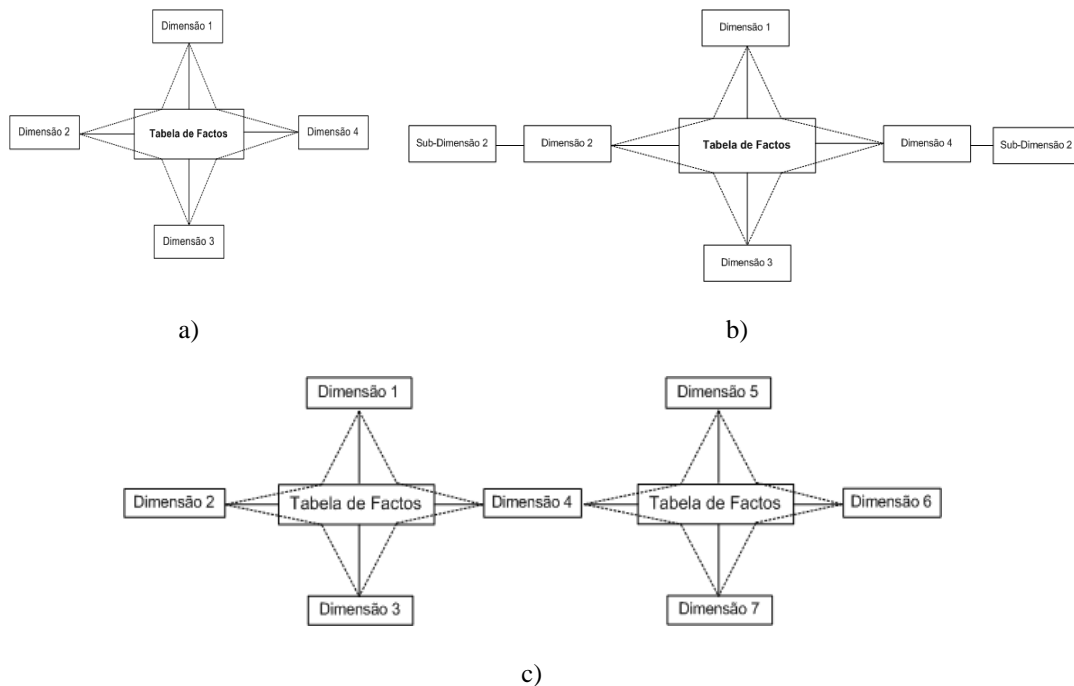 Dimensão 1
Dimensão 2
Tabela de Factos
Dimensão 4
Dimensão 3
a)
Dimensão 1
Sub-Dimensão 2
Dimensão 2
Tabela de Factos
Dimensão 4
Sub-Dimensão 2
Dimensão 3
b)
Dimensão 1
Dimensão 5
Dimensão 2
Tabela de Factos
Dimensão 4
Tabela de Factos
Dimensão 6
Dimensão 3
Dimensão 7
c)